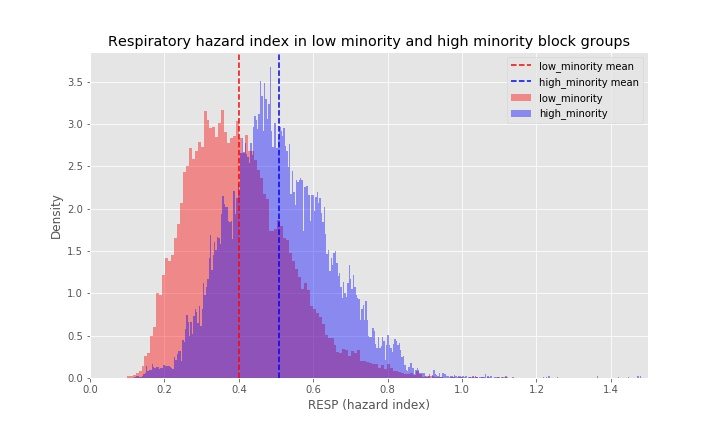 Respiratory hazard index in low minority and high minority block groups
low_minority mean
high_minority mean
low_minority
high_minority
Density
3.5
3.0
2.5
2.0
1.5
1.0
0.5
0.0
0.0 0.2 0.4 0.6 0.8 1.0 1.2 1.4
RESP (hazard index)